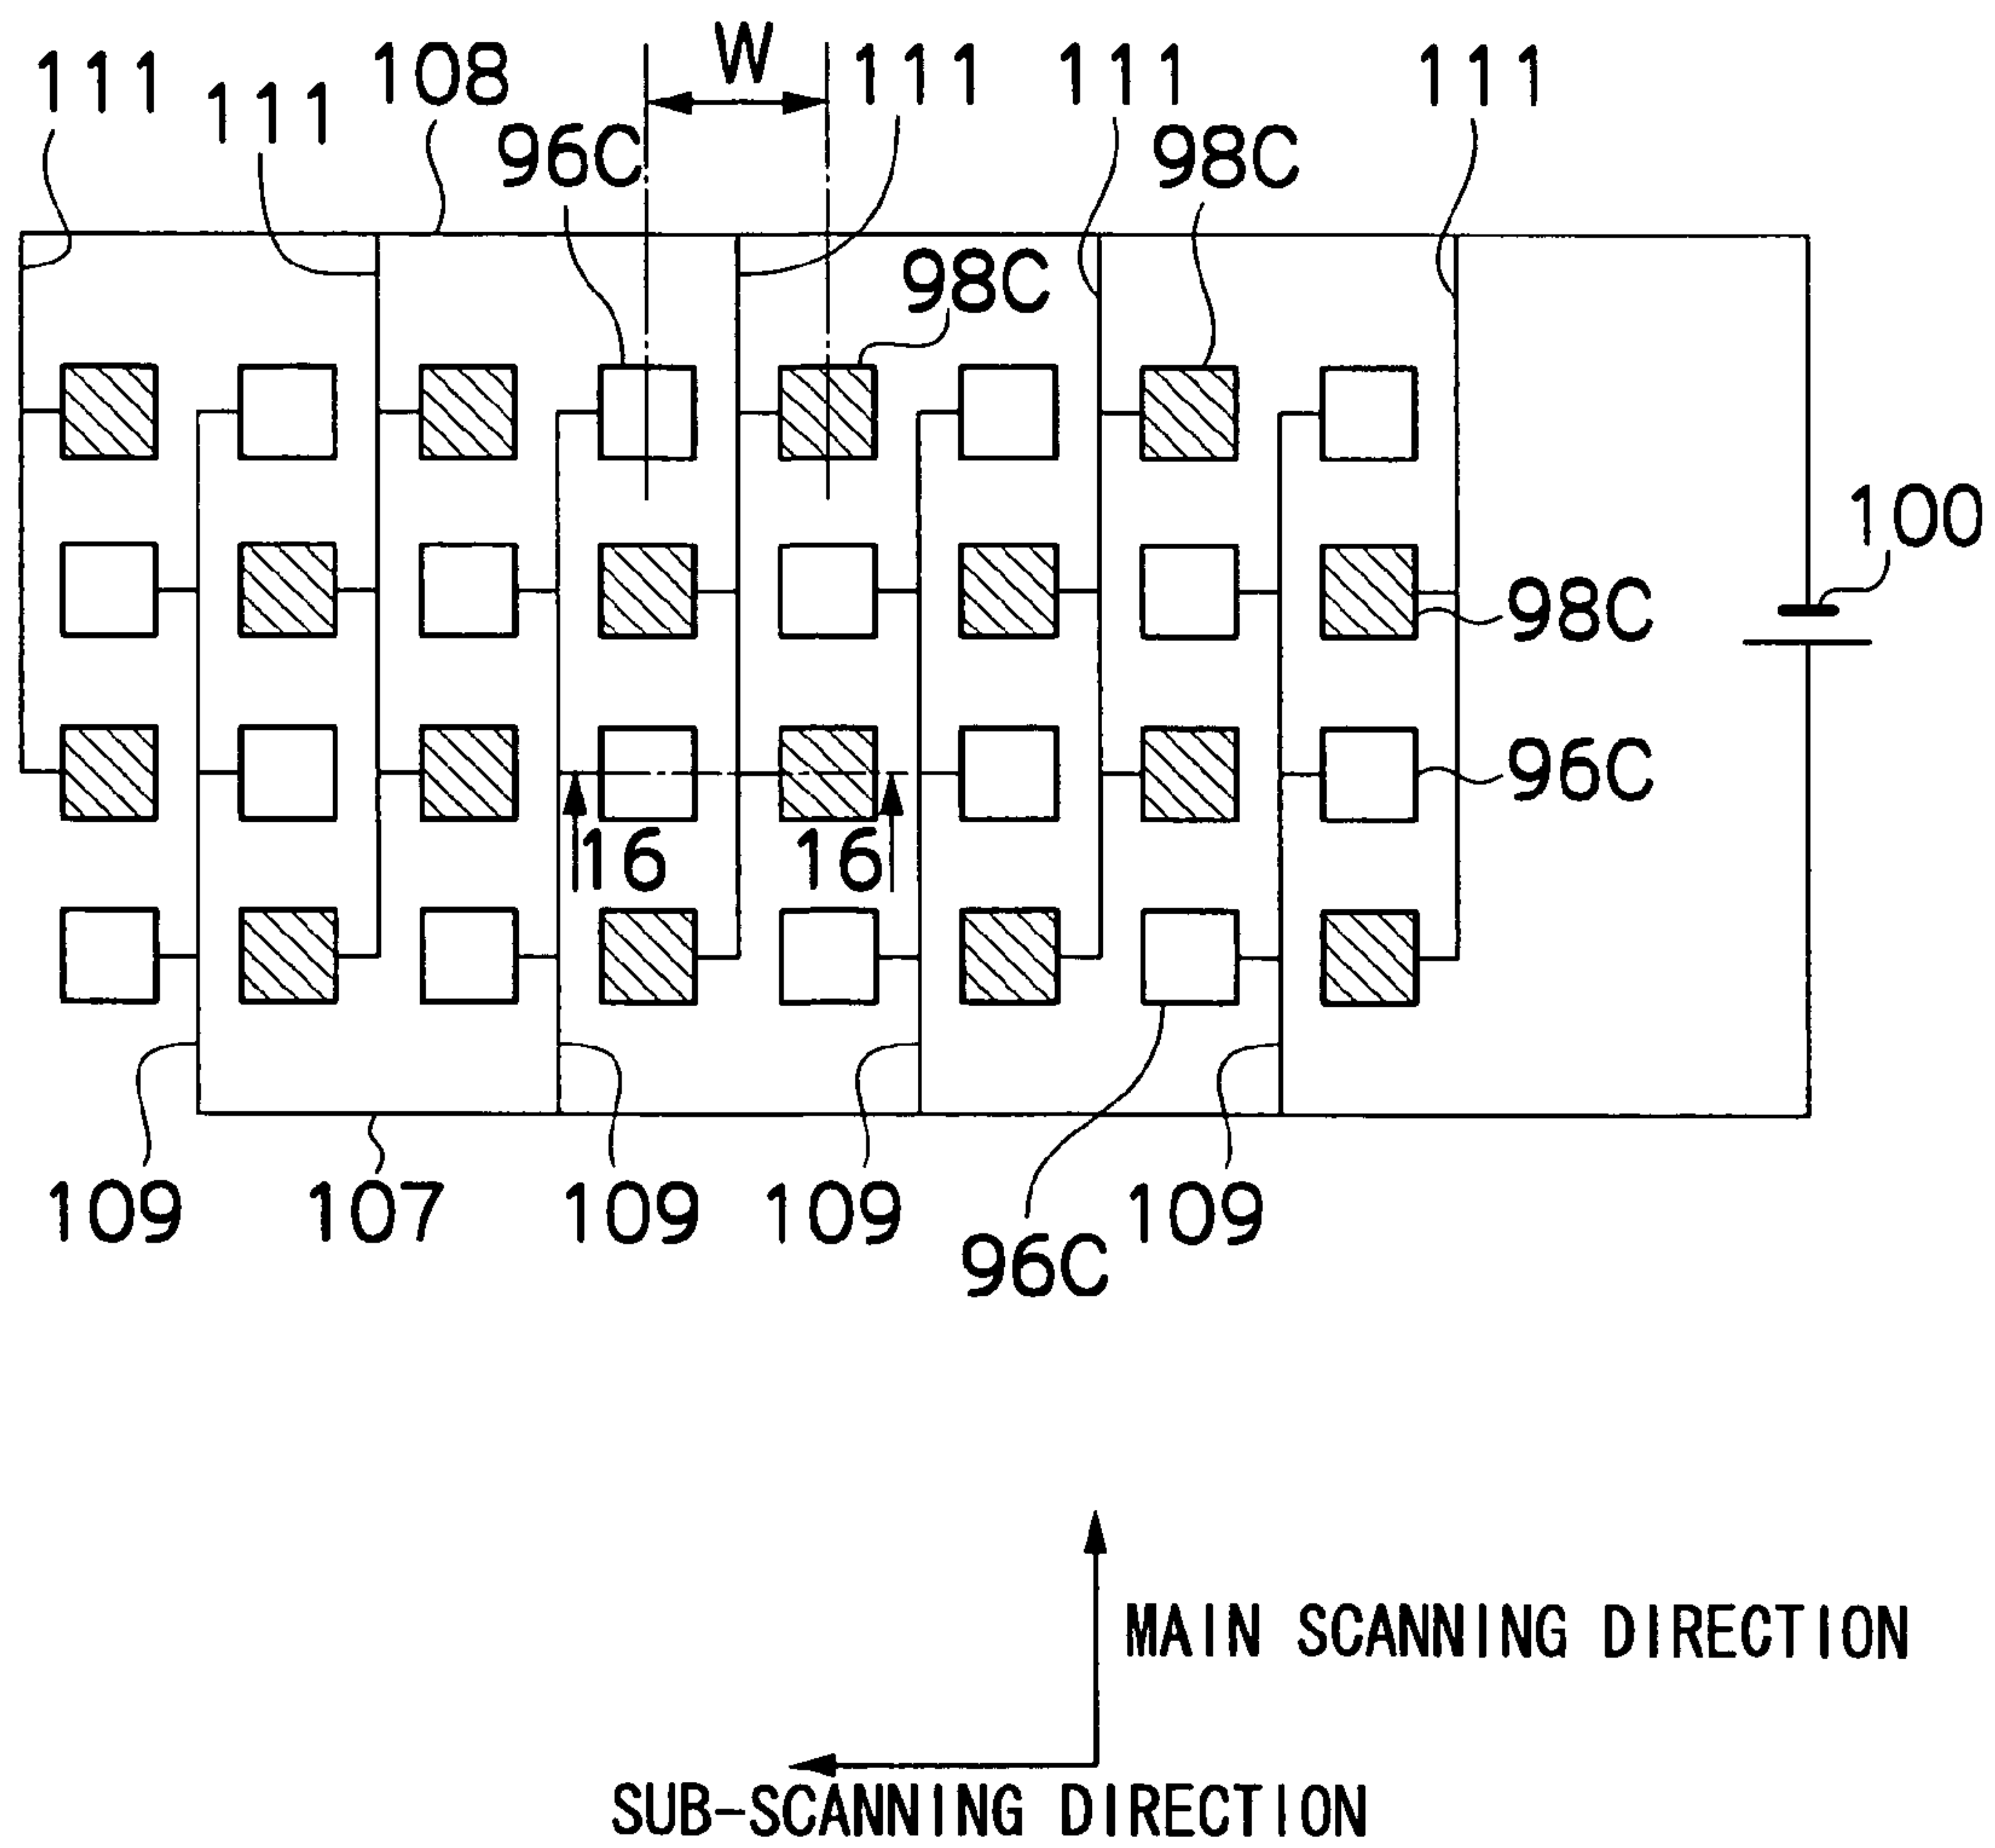 W
111 111 108 111 111 111
96C 98C
98C
100
98C
96C
16 16
109 107 109 109 109
96C
MAIN SCANNING DIRECTION
SUB-SCANNING DIRECTION